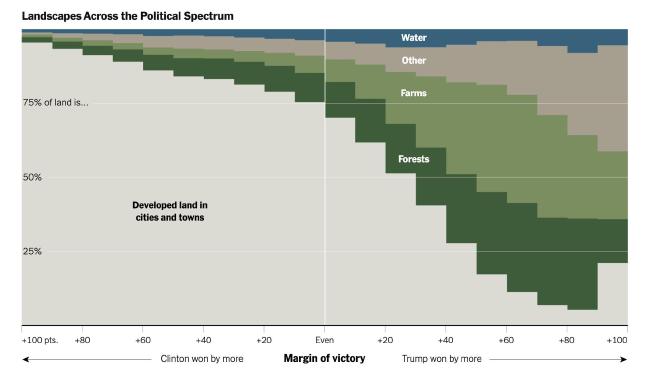 Landscapes Across the Political Spectrum
Water
Other
Farms
75% of land is...
Forests
50%
Developed land in
cities and towns
25%
+100 pts. +80 +60 +40 +20 Even +20 +40 +60 +80 +100
Clinton won by more Margin of victory Trump won by more